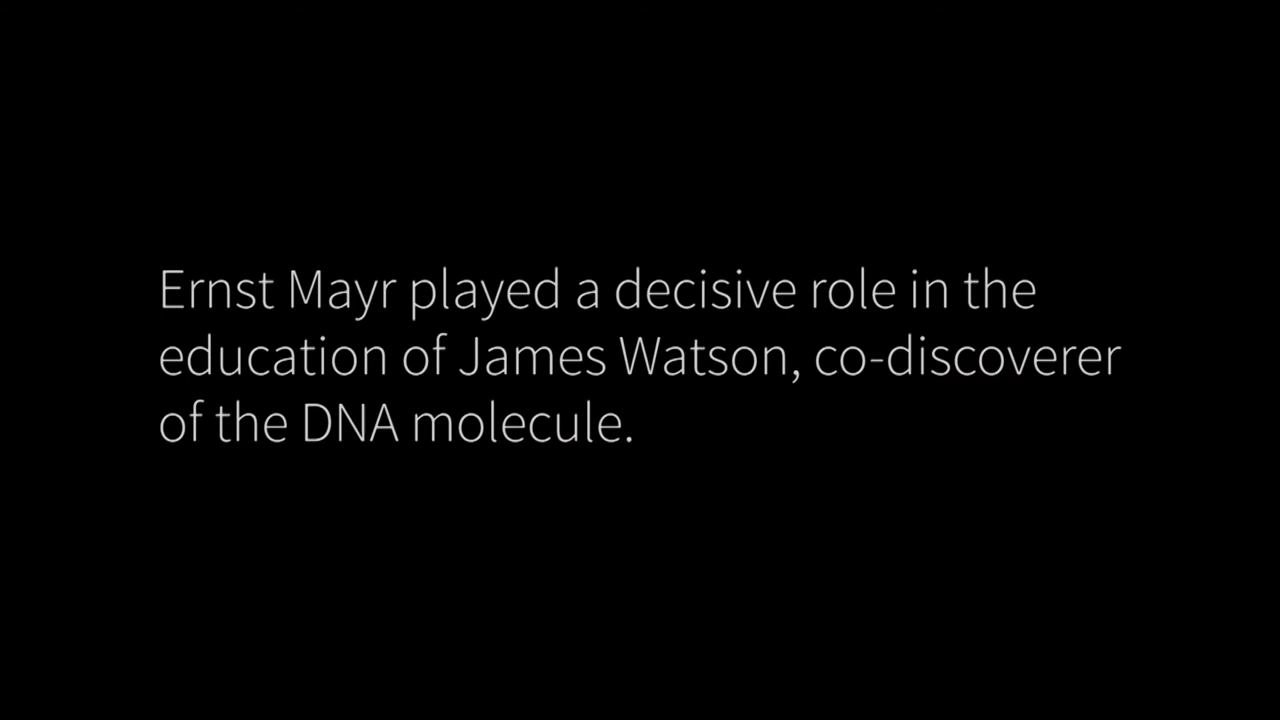 Ernst Mayr played a decisive role in the
education of James Watson, co-discoverer
of the DNA molecule.